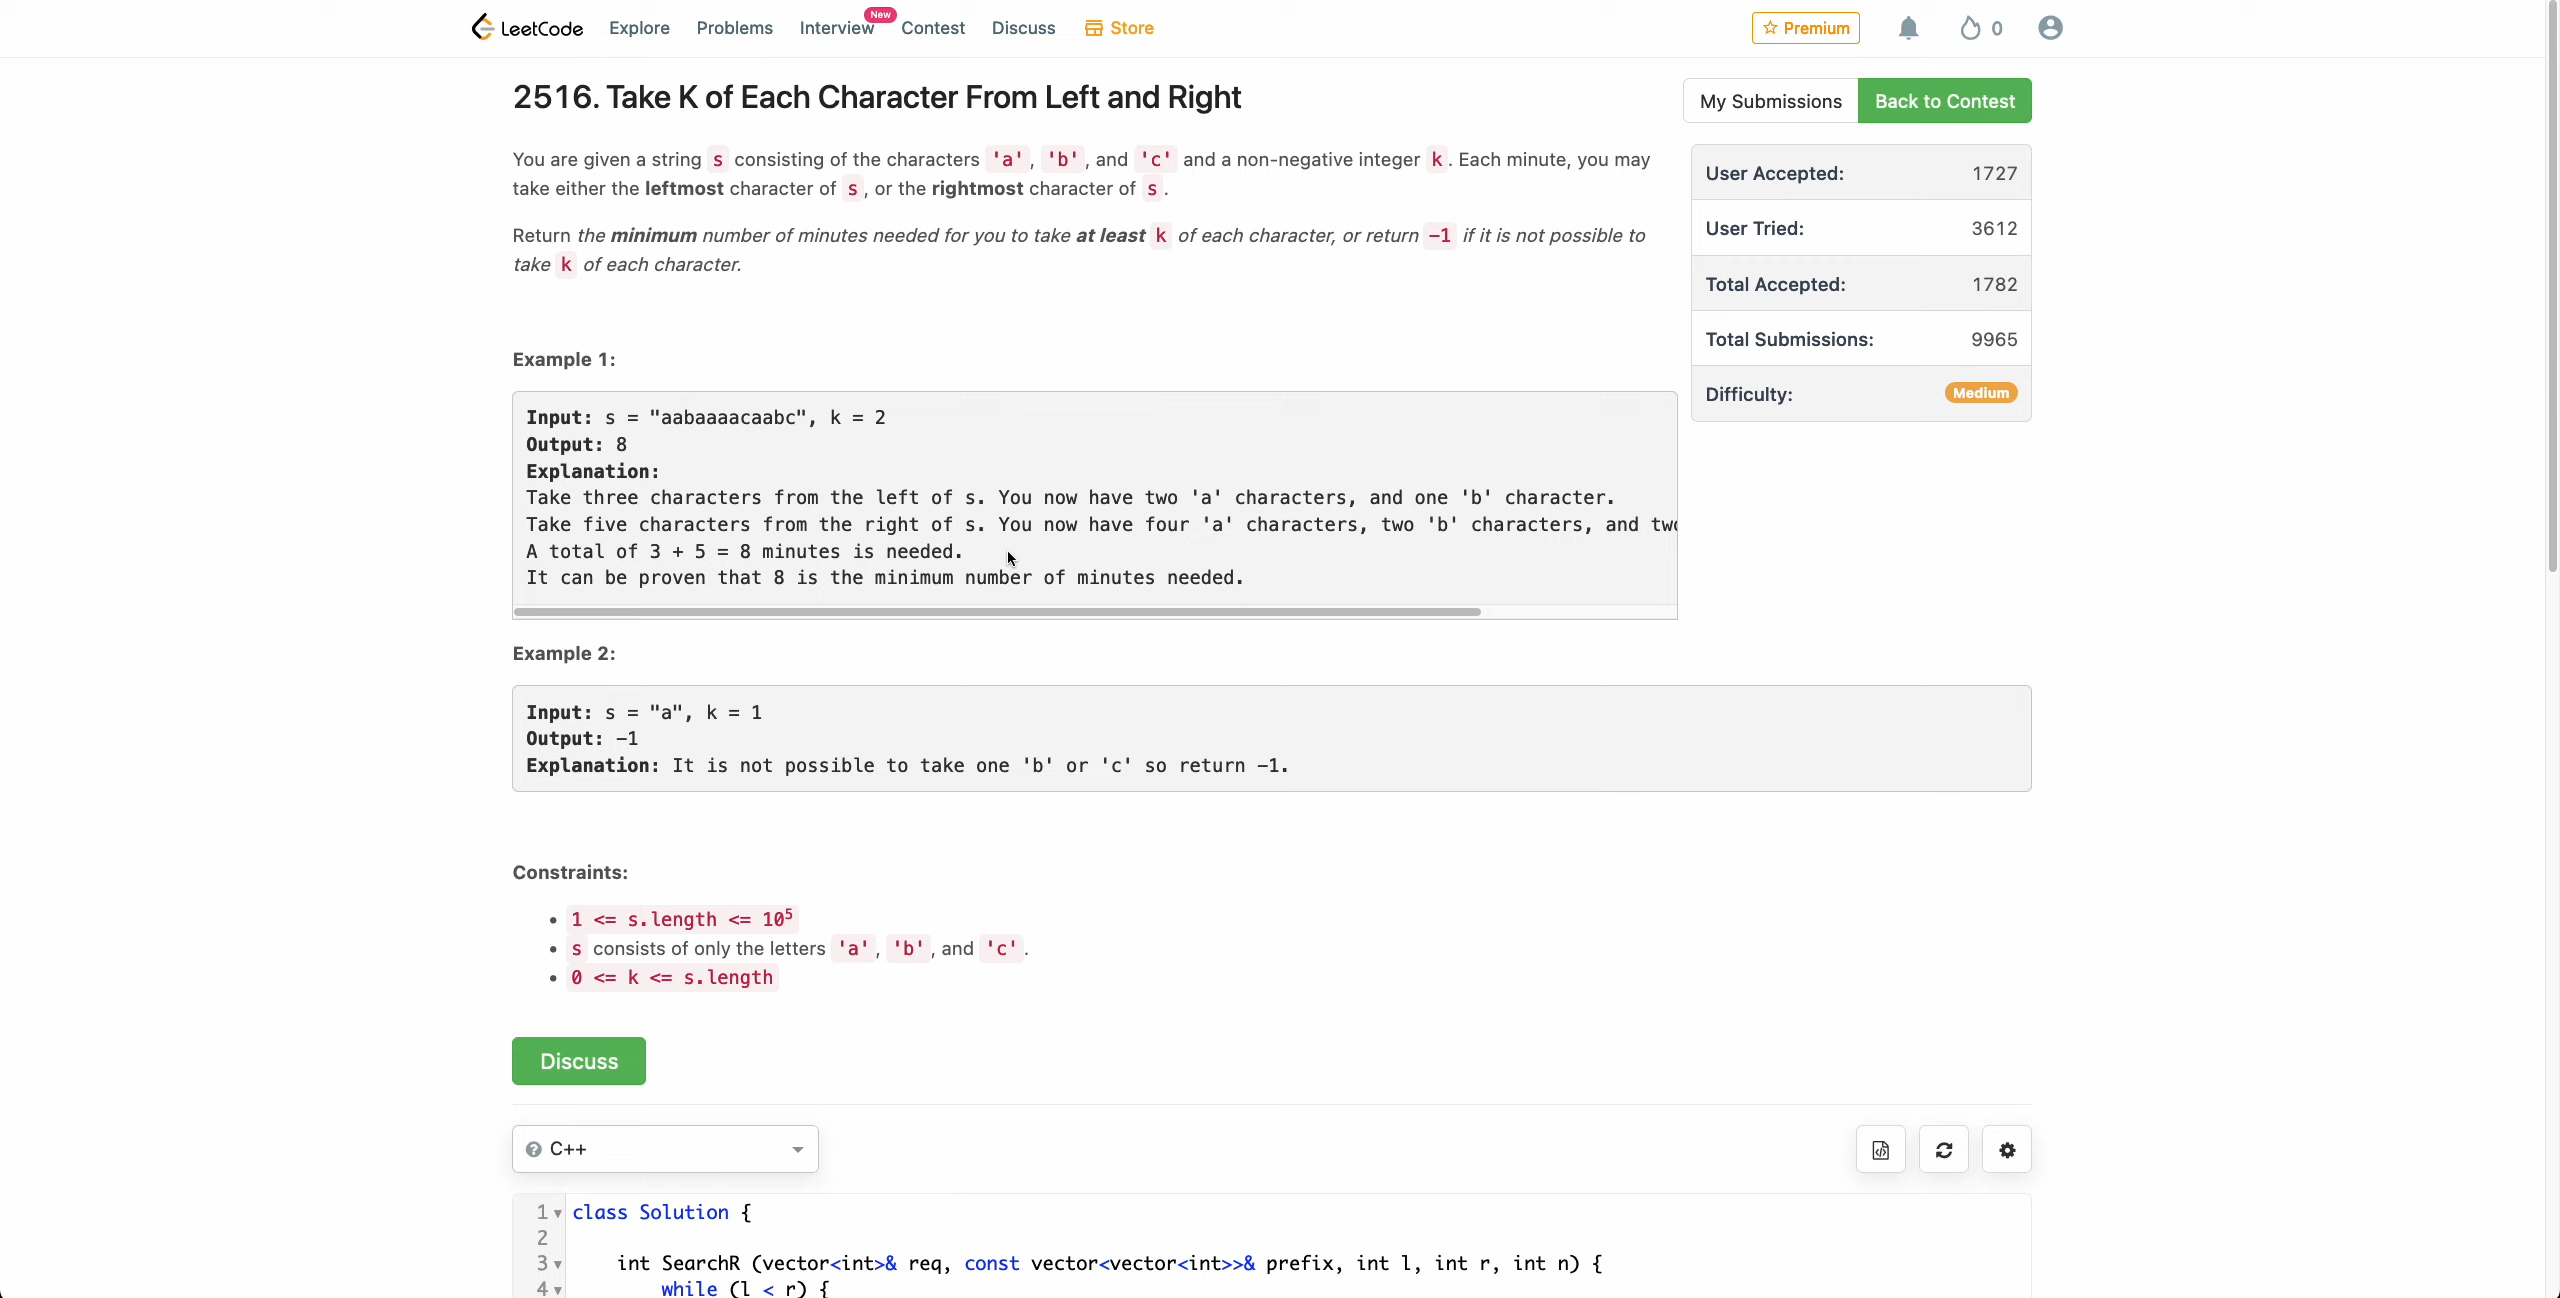 LeetCode Explore Problems Interview New Contest Discuss Store Premium 0
2516. Take K of Each Character From Left and Right
My Submissions Back to Contest
You are given a string s consisting of the characters 'a', 'b', and 'c' and a non-negative integer k. Each minute, you may
take either the leftmost character of s, or the rightmost character of s.
Return the minimum number of minutes needed for you to take at least k of each character, or return -1 if it is not possible to
take k of each character.
User Accepted: 1727
User Tried: 3612
Total Accepted: 1782
Total Submissions: 9965
Difficulty: Medium
Example 1:
Input: s = "aabaaaacaabc", k = 2
Output: 8
Explanation:
Take three characters from the left of s. You now have two 'a' characters, and one 'b' character.
Take five characters from the right of s. You now have four 'a' characters, two 'b' characters, and
A total of 3 + 5 = 8 minutes is needed.
It can be proven that 8 is the minimum number of minutes needed.
Example 2:
Input: s = "a", k = 1
Output: -1
Explanation: It is not possible to take one 'b' or 'c' so return -1.
Constraints:
1 <= s.length <= 10⁵
s consists of only the letters 'a', 'b', and 'c'.
0 <= k <= s.length
Discuss
C++
1 class Solution {
2
3 int SearchR (vector<int>& req, const vector<vector<int>>& prefix, int l, int r, int n) {
4 while (l < r) {